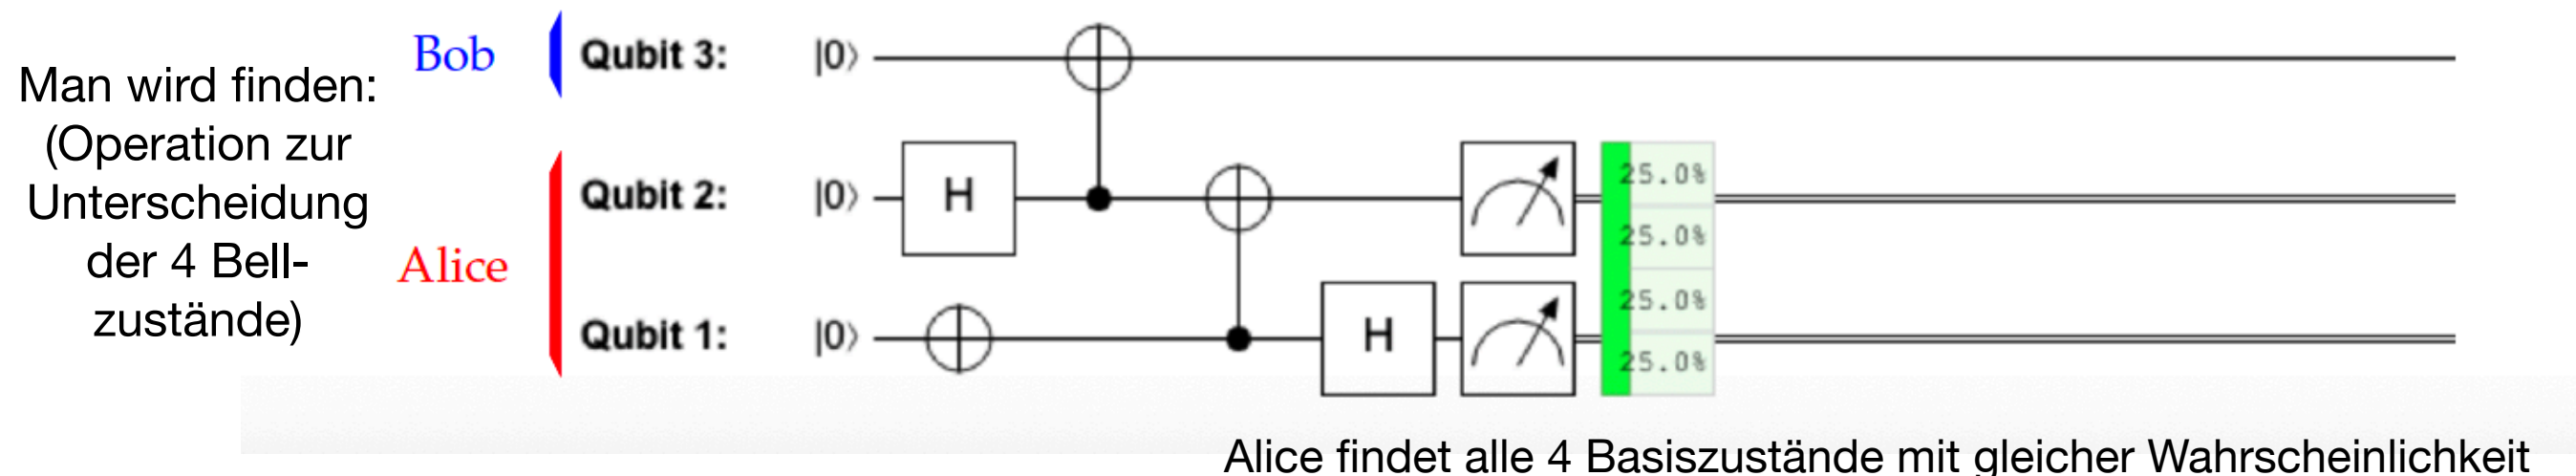 Man wird finden:
(Operation zur
Unterscheidung
der 4 Bell-
zustände)
Bob
Alice
Qubit 3: |0⟩
Qubit 2: |0⟩ H
Qubit 1: |0⟩ H
25.0%
25.0%
25.0%
25.0%
Alice findet alle 4 Basiszustände mit gleicher Wahrscheinlichkeit